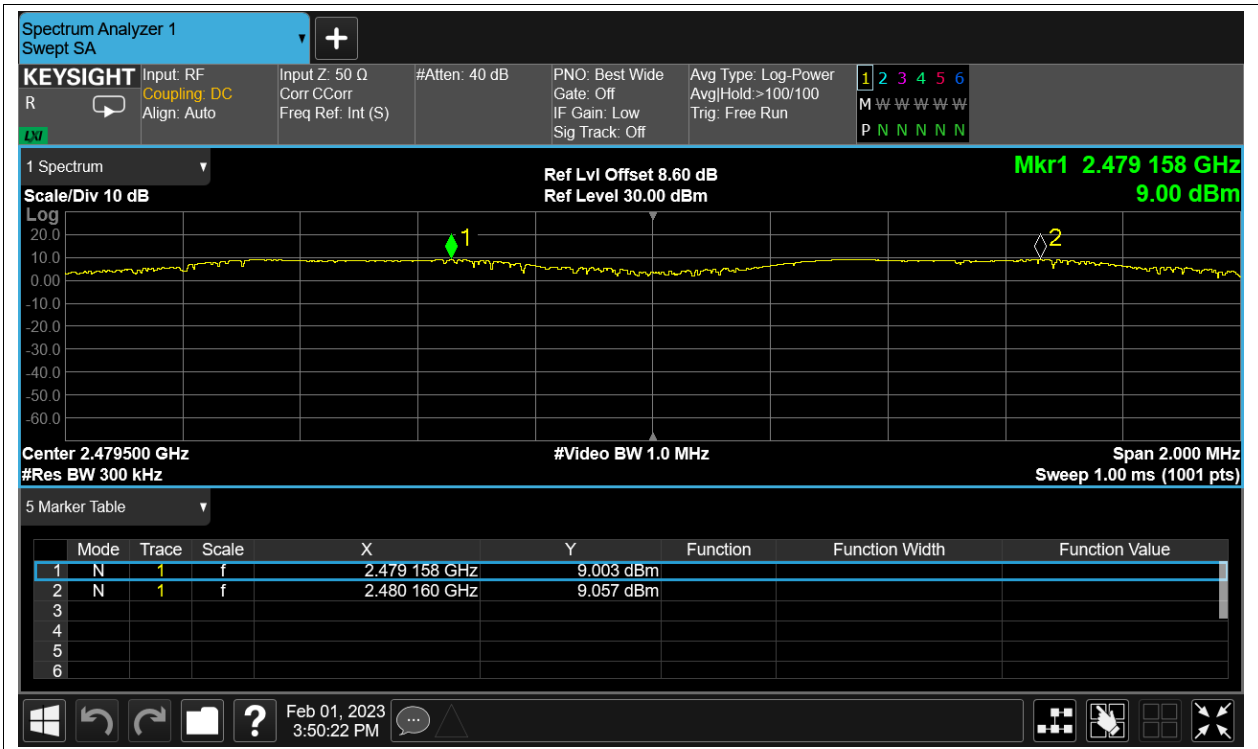 Spectrum Analyzer 1
Swept SA
KEYSIGHT
R
LXI
Input: RF
Coupling: DC
Align: Auto
Input Z: 50 Ω
Corr CCorr
Freq Ref: Int (S)
#Atten: 40 dB
PNO: Best Wide
Gate: Off
IF Gain: Low
Sig Track: Off
Avg Type: Log-Power
Avg|Hold:>100/100
Trig: Free Run
1 2 3 4 5 6
M W W W W W
P N N N N N
1 Spectrum
Scale/Div 10 dB
Ref Lvl Offset 8.60 dB
Ref Level 30.00 dBm
Mkr1 2.479 158 GHz
9.00 dBm
Log
20.0
10.0
0.00
-10.0
-20.0
-30.0
-40.0
-50.0
-60.0
1
2
Center 2.479500 GHz
#Video BW 1.0 MHz
Span 2.000 MHz
#Res BW 300 kHz
Sweep 1.00 ms (1001 pts)
5 Marker Table
Mode Trace Scale X Y Function Function Width Function Value
1 N 1 f 2.479 158 GHz 9.003 dBm
2 N 1 f 2.480 160 GHz 9.057 dBm
3
4
5
6
?
Feb 01, 2023
3:50:22 PM